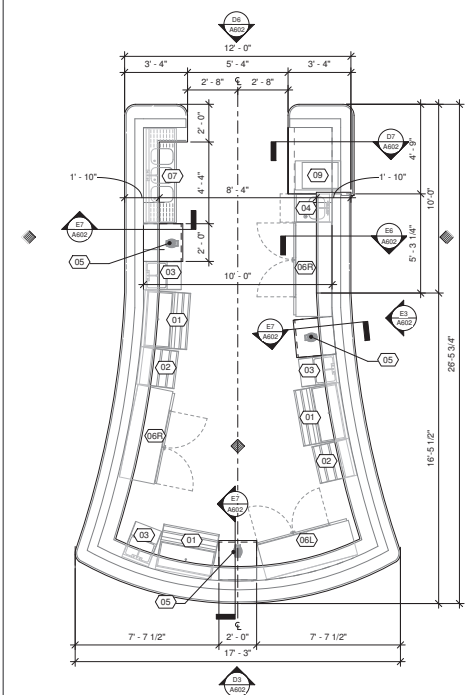 D6
A602
12' - 0"
3' - 4" 5' - 4" 3' - 4"
2' - 8" ℄ 2' - 8"
2' - 0"
4' - 9"
D7
A602
07
09
1' - 10" 4' - 4" 8' - 4" 04 1' - 10"
10'-0"
E7
A602
2' - 0"
E6
A602
5' - 3 1/4"
05
03
06R
10' - 0"
E7
A602
E3
A602
01
05
02
03
26'-5 3/4"
01
06R
02
16'-5 1/2"
E7
A602
03
01
06L
05
℄
7' - 7 1/2" 2' - 0" 7' - 7 1/2"
17' - 3"
D3
A602